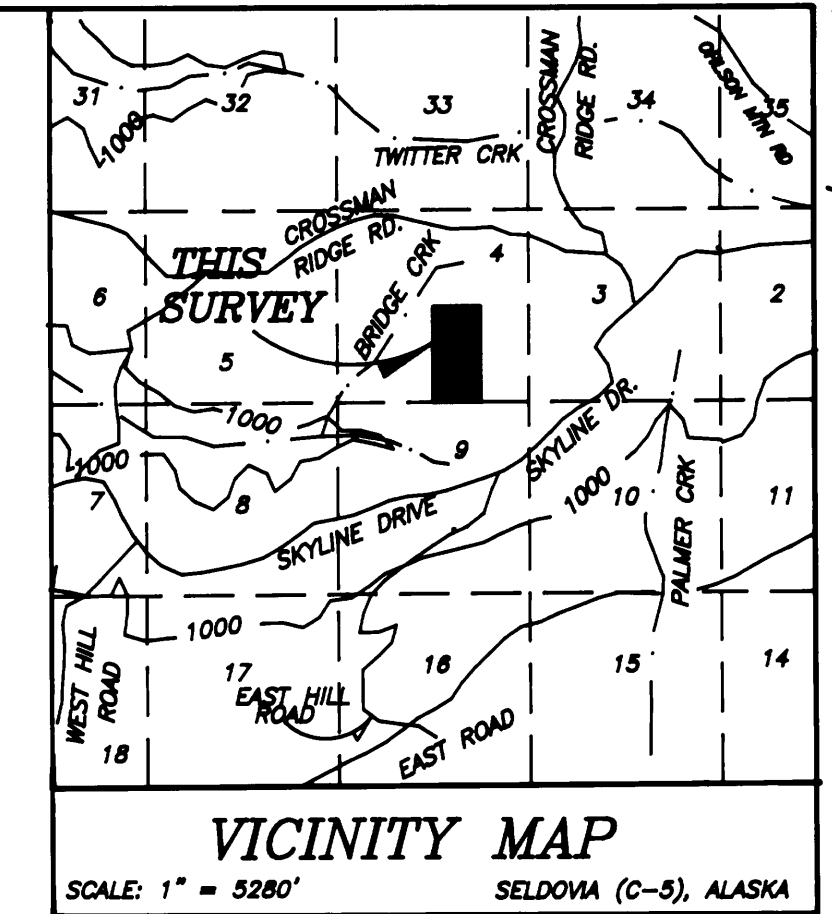 CROSSMAN
RIDGE RD.
OHLSON MTN RD
31
32
33
34
35
1000
TWITTER CRK
CROSSMAN
RIDGE RD.
THIS
SURVEY
BRIDGE CRK
6
5
4
3
2
1000
1000
7
8
9
10
11
SKYLINE DR.
1000
SKYLINE DRIVE
PALMER CRK
1000
WEST HILL
ROAD
17
16
15
14
EAST HILL
ROAD
18
EAST ROAD
VICINITY MAP
SCALE: 1" = 5280'
SELDOVIA (C-5), ALASKA